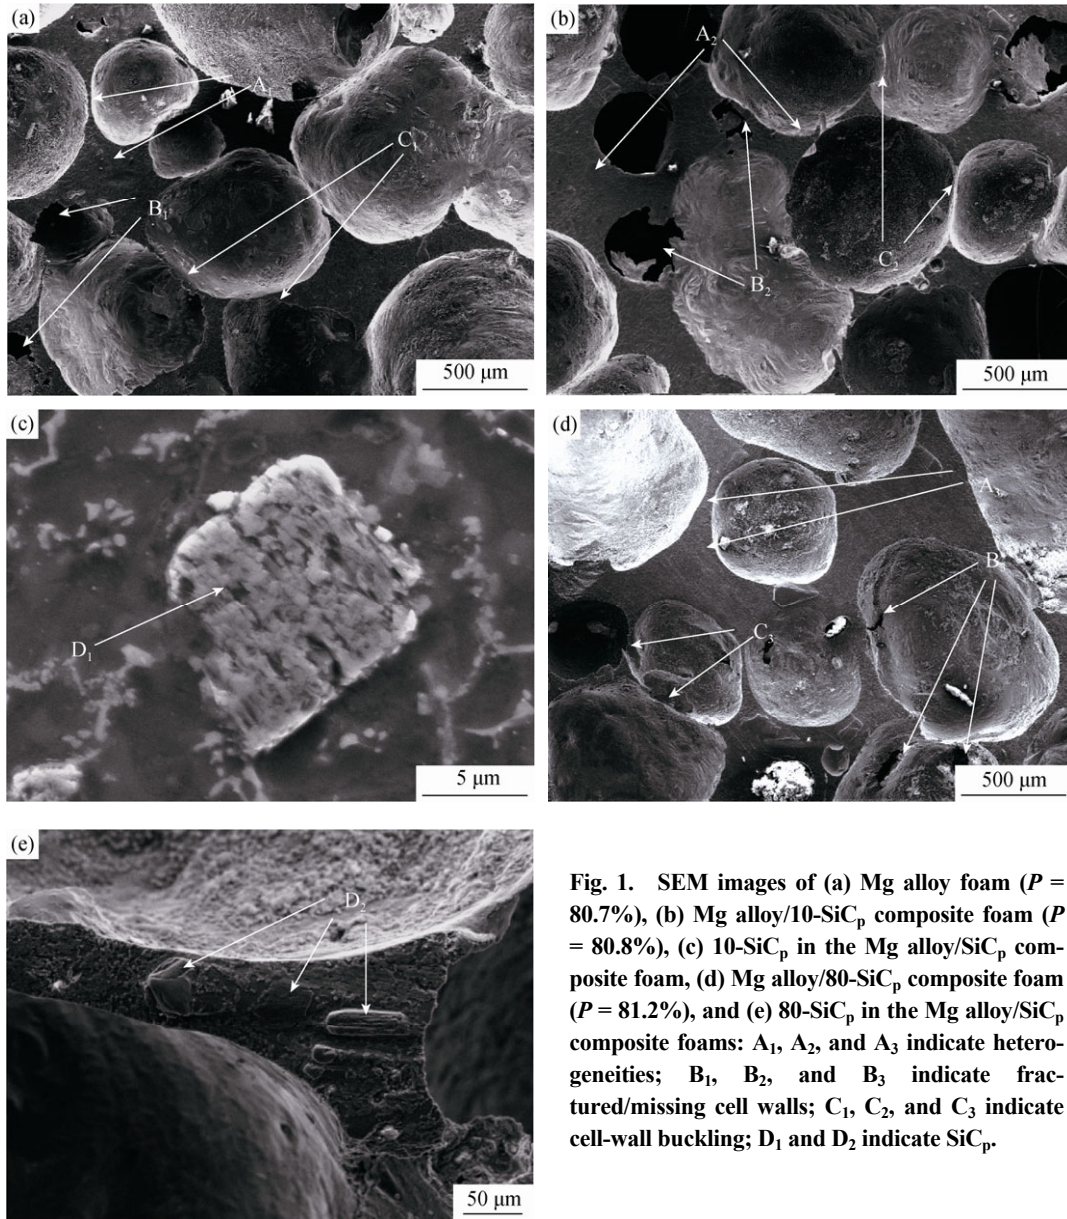 (a)
A
C₁
B₁
500 μm
(b)
A₂
C₂
B₂
500 μm
(c)
D₁
5 μm
(d)
A
B
C₃
500 μm
(e)
D₂
50 μm
Fig. 1. SEM images of (a) Mg alloy foam (P =
80.7%), (b) Mg alloy/10-SiCₚ composite foam (P
= 80.8%), (c) 10-SiCₚ in the Mg alloy/SiCₚ com-
posite foam, (d) Mg alloy/80-SiCₚ composite foam
(P = 81.2%), and (e) 80-SiCₚ in the Mg alloy/SiCₚ
composite foams: A₁, A₂, and A₃ indicate hetero-
geneities; B₁, B₂, and B₃ indicate frac-
tured/missing cell walls; C₁, C₂, and C₃ indicate
cell-wall buckling; D₁ and D₂ indicate SiCₚ.